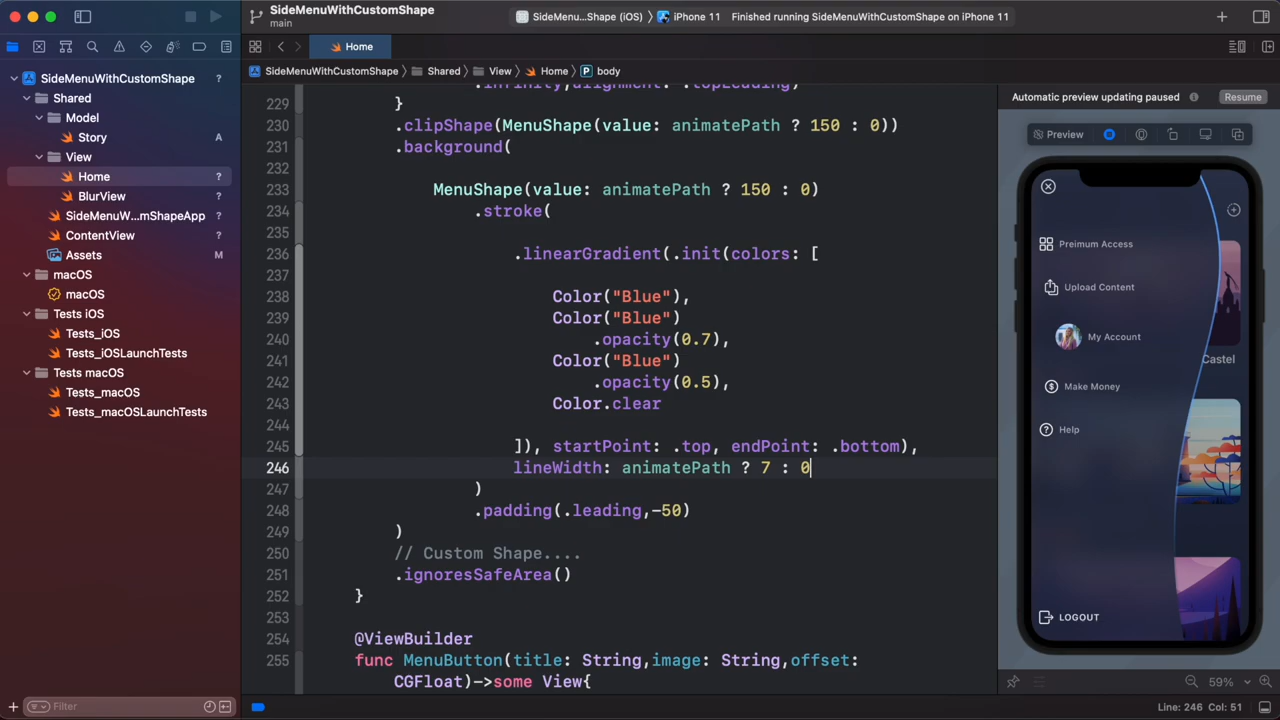 SideMenuWithCustomShape
main
SideMenu...Shape (iOS) iPhone 11 Finished running SideMenuWithCustomShape on iPhone 11
Home
SideMenuWithCustomShape Shared View Home P body
SideMenuWithCustomShape ?
Shared
Model
Story A
View
Home ?
BlurView ?
SideMenuW...mShapeApp ?
ContentView ?
Assets M
macOS
macOS
Tests iOS
Tests_iOS
Tests_iOSLaunchTests
Tests macOS
Tests_macOS
Tests_macOSLaunchTests
Filter
.infinity,alignment: .topLeading)
229 }
230 .clipShape(MenuShape(value: animatePath ? 150 : 0))
231 .background(
232
233 MenuShape(value: animatePath ? 150 : 0)
234 .stroke(
235
236 .linearGradient(.init(colors: [
237
238 Color("Blue"),
239 Color("Blue")
240 .opacity(0.7),
241 Color("Blue")
242 .opacity(0.5),
243 Color.clear
244
245 ]), startPoint: .top, endPoint: .bottom),
246 lineWidth: animatePath ? 7 : 0
247 )
248 .padding(.leading,-50)
249 )
250 // Custom Shape....
251 .ignoresSafeArea()
252 }
253
254 @ViewBuilder
255 func MenuButton(title: String,image: String,offset:
CGFloat)->some View{
Automatic preview updating paused Resume
Preview
Preimum Access
Upload Content
My Account
Castel
Make Money
Help
LOGOUT
59%
Line: 246 Col: 51